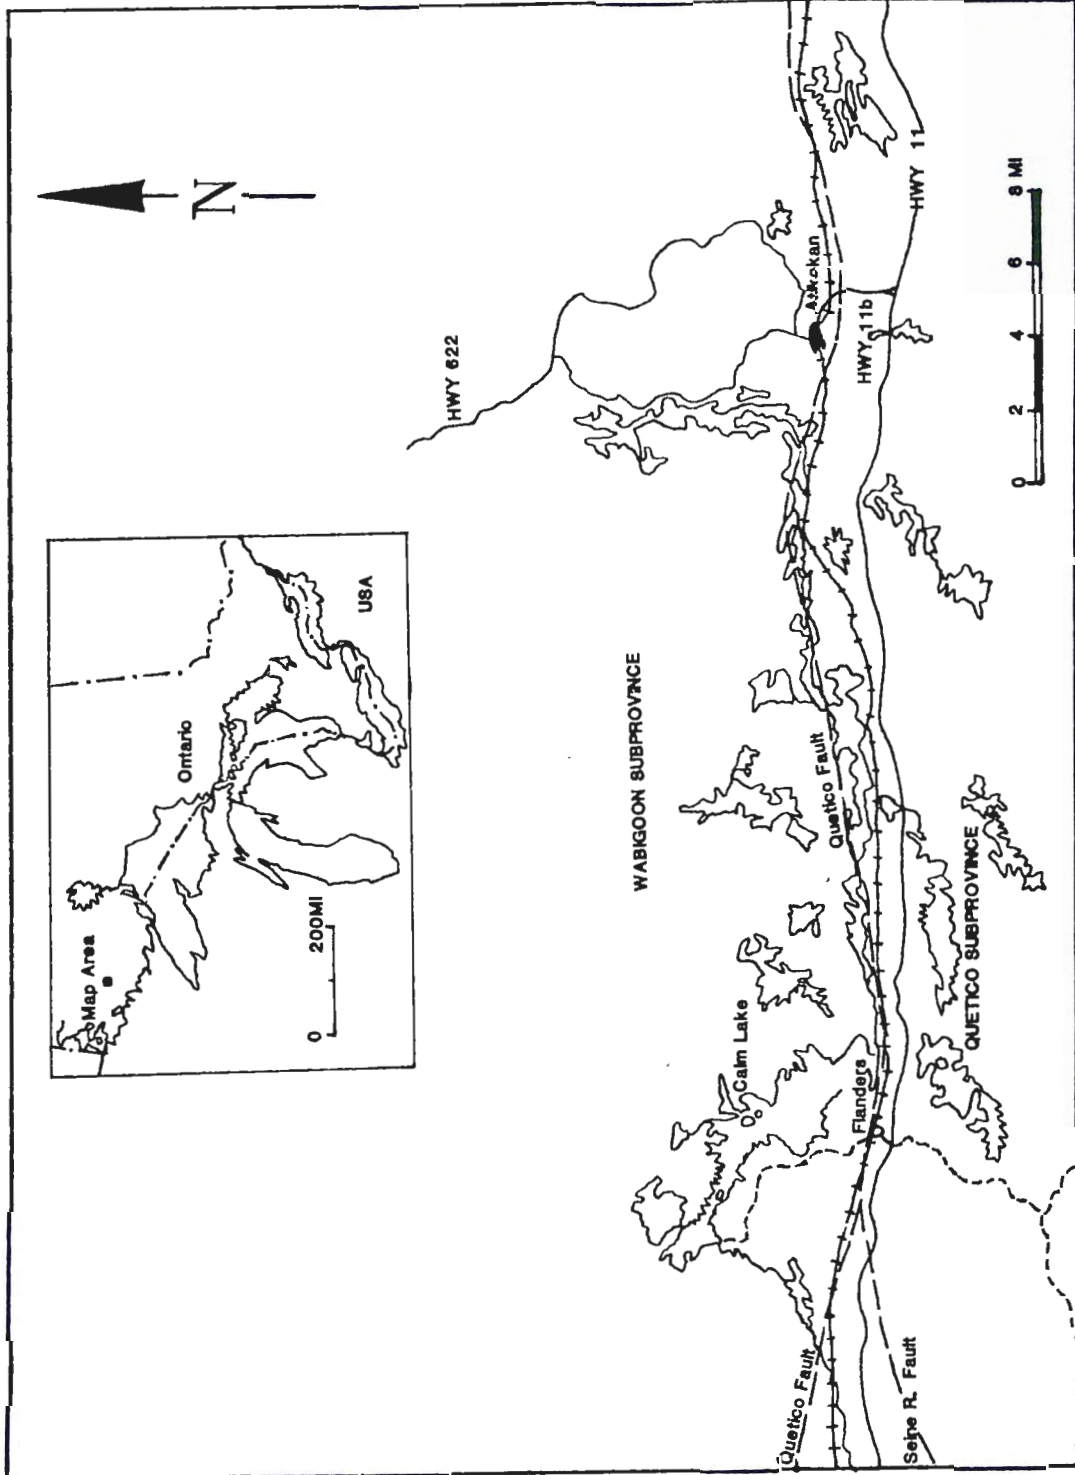 Map Area
Ontario
USA
0 200MI
N
HWY 622
WABIGOON SUBPROVINCE
Calm Lake
Quetico Fault
Atikokan
HWY 11b
Flanders
HWY 11
Quetico Fault
Seine R. Fault
QUETICO SUBPROVINCE
0 2 4 6 8 MI